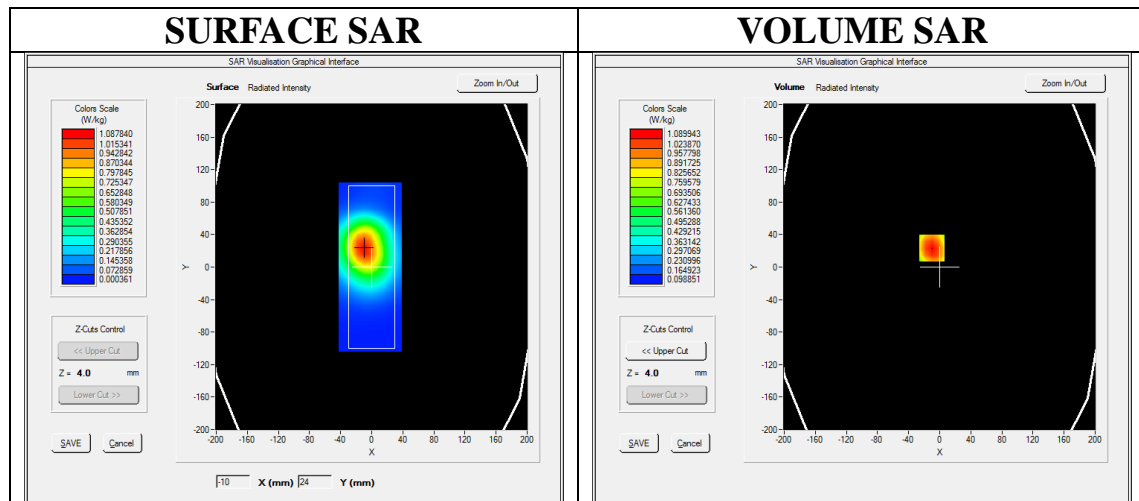 SURFACE SAR
SAR Visualisation Graphical Interface
Surface Radiated Intensity
Zoom In/Out
Colors Scale
(W/kg)
1.087840
1.015341
0.942842
0.870344
0.797845
0.725347
0.652848
0.580349
0.507851
0.435352
0.362854
0.290355
0.217856
0.145358
0.072859
0.000361
Z-Cuts Control
<< Upper Cut
Z = 4.0 mm
Lower Cut >>
SAVE Cancel
200
160
120
80
40
0
-40
-80
-120
-160
-200
Y
-200 -160 -120 -80 -40 0 40 80 120 160 200
X
-10 X (mm) 24 Y (mm)
VOLUME SAR
SAR Visualisation Graphical Interface
Volume Radiated Intensity
Zoom In/Out
Colors Scale
(W/kg)
1.089943
1.023870
0.957798
0.891725
0.825652
0.759579
0.693506
0.627433
0.561360
0.495288
0.429215
0.363142
0.297069
0.230996
0.164923
0.098851
Z-Cuts Control
<< Upper Cut
Z = 4.0 mm
Lower Cut >>
SAVE Cancel
200
160
120
80
40
0
-40
-80
-120
-160
-200
Y
-200 -160 -120 -80 -40 0 40 80 120 160 200
X